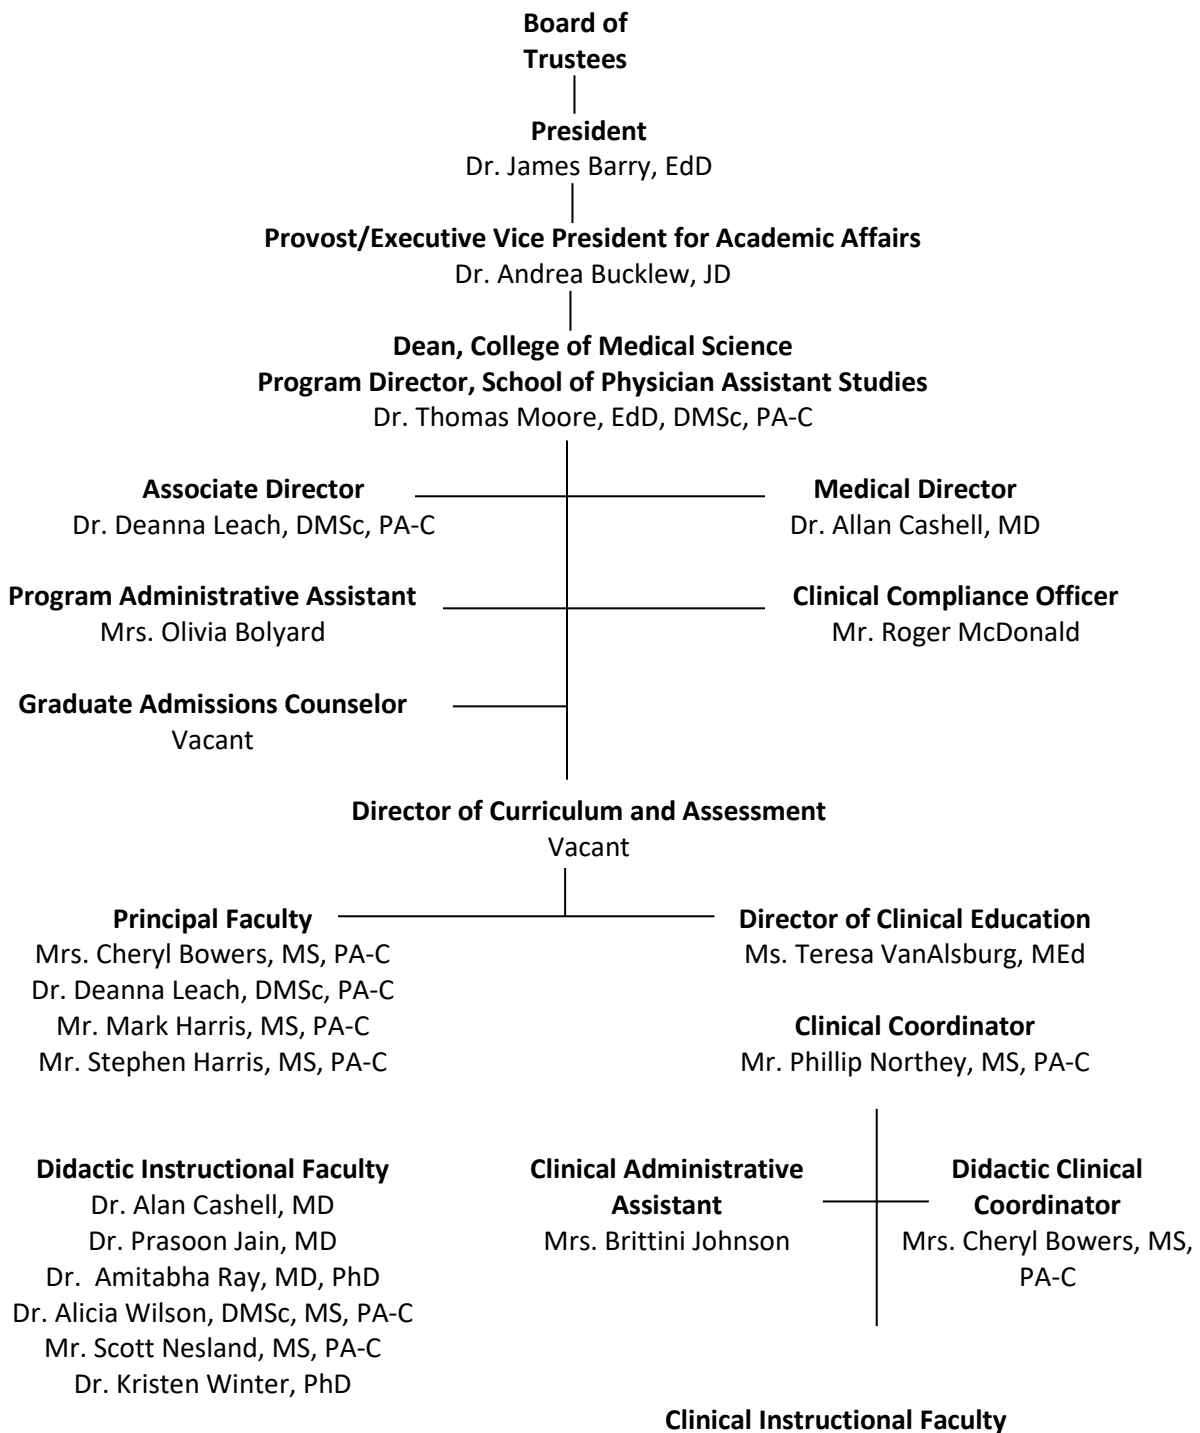 Board of
Trustees
President
Dr. James Barry, EdD
Provost/Executive Vice President for Academic Affairs
Dr. Andrea Bucklew, JD
Dean, College of Medical Science
Program Director, School of Physician Assistant Studies
Dr. Thomas Moore, EdD, DMSc, PA-C
Associate Director
Dr. Deanna Leach, DMSc, PA-C
Medical Director
Dr. Allan Cashell, MD
Program Administrative Assistant
Mrs. Olivia Bolyard
Clinical Compliance Officer
Mr. Roger McDonald
Graduate Admissions Counselor
Vacant
Director of Curriculum and Assessment
Vacant
Principal Faculty
Mrs. Cheryl Bowers, MS, PA-C
Dr. Deanna Leach, DMSc, PA-C
Mr. Mark Harris, MS, PA-C
Mr. Stephen Harris, MS, PA-C
Director of Clinical Education
Ms. Teresa VanAlsburg, MEd
Clinical Coordinator
Mr. Phillip Northey, MS, PA-C
Didactic Instructional Faculty
Dr. Alan Cashell, MD
Dr. Prasoon Jain, MD
Dr.  Amitabha Ray, MD, PhD
Dr. Alicia Wilson, DMSc, MS, PA-C
Mr. Scott Nesland, MS, PA-C
Dr. Kristen Winter, PhD
Clinical Administrative
Assistant
Mrs. Brittini Johnson
Didactic Clinical
Coordinator
Mrs. Cheryl Bowers, MS,
PA-C
Clinical Instructional Faculty